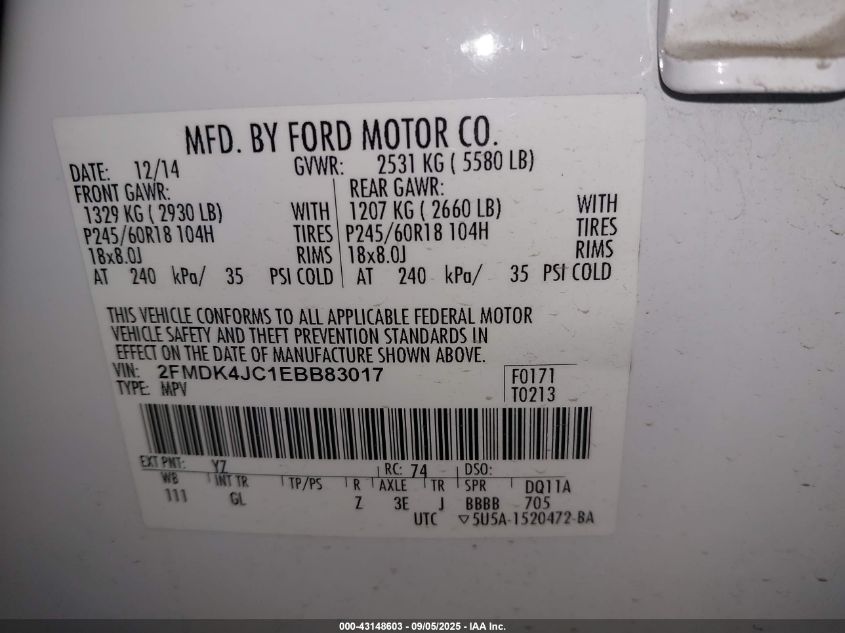 MFD. BY FORD MOTOR CO.
DATE: 12/14 GVWR: 2531 KG ( 5580 LB)
FRONT GAWR: REAR GAWR:
1329 KG ( 2930 LB) WITH 1207 KG ( 2660 LB) WITH
P245/60R18 104H TIRES P245/60R18 104H TIRES
18x8.0J RIMS 18x8.0J RIMS
AT 240 kPa/ 35 PSI COLD AT 240 kPa/ 35 PSI COLD
THIS VEHICLE CONFORMS TO ALL APPLICABLE FEDERAL MOTOR
VEHICLE SAFETY AND THEFT PREVENTION STANDARDS IN
EFFECT ON THE DATE OF MANUFACTURE SHOWN ABOVE.
VIN: 2FMDK4JC1EBB83017 F0171
TYPE: MPV T0213
EXT PNT: YZ RC: 74 DSO:
WB INT TR TP/PS R AXLE TR SPR DQ11A
111 GL Z 3E J BBBB 705
UTC ▽5U5A-1520472-BA
000-43148603 - 09/05/2025 - IAA Inc.